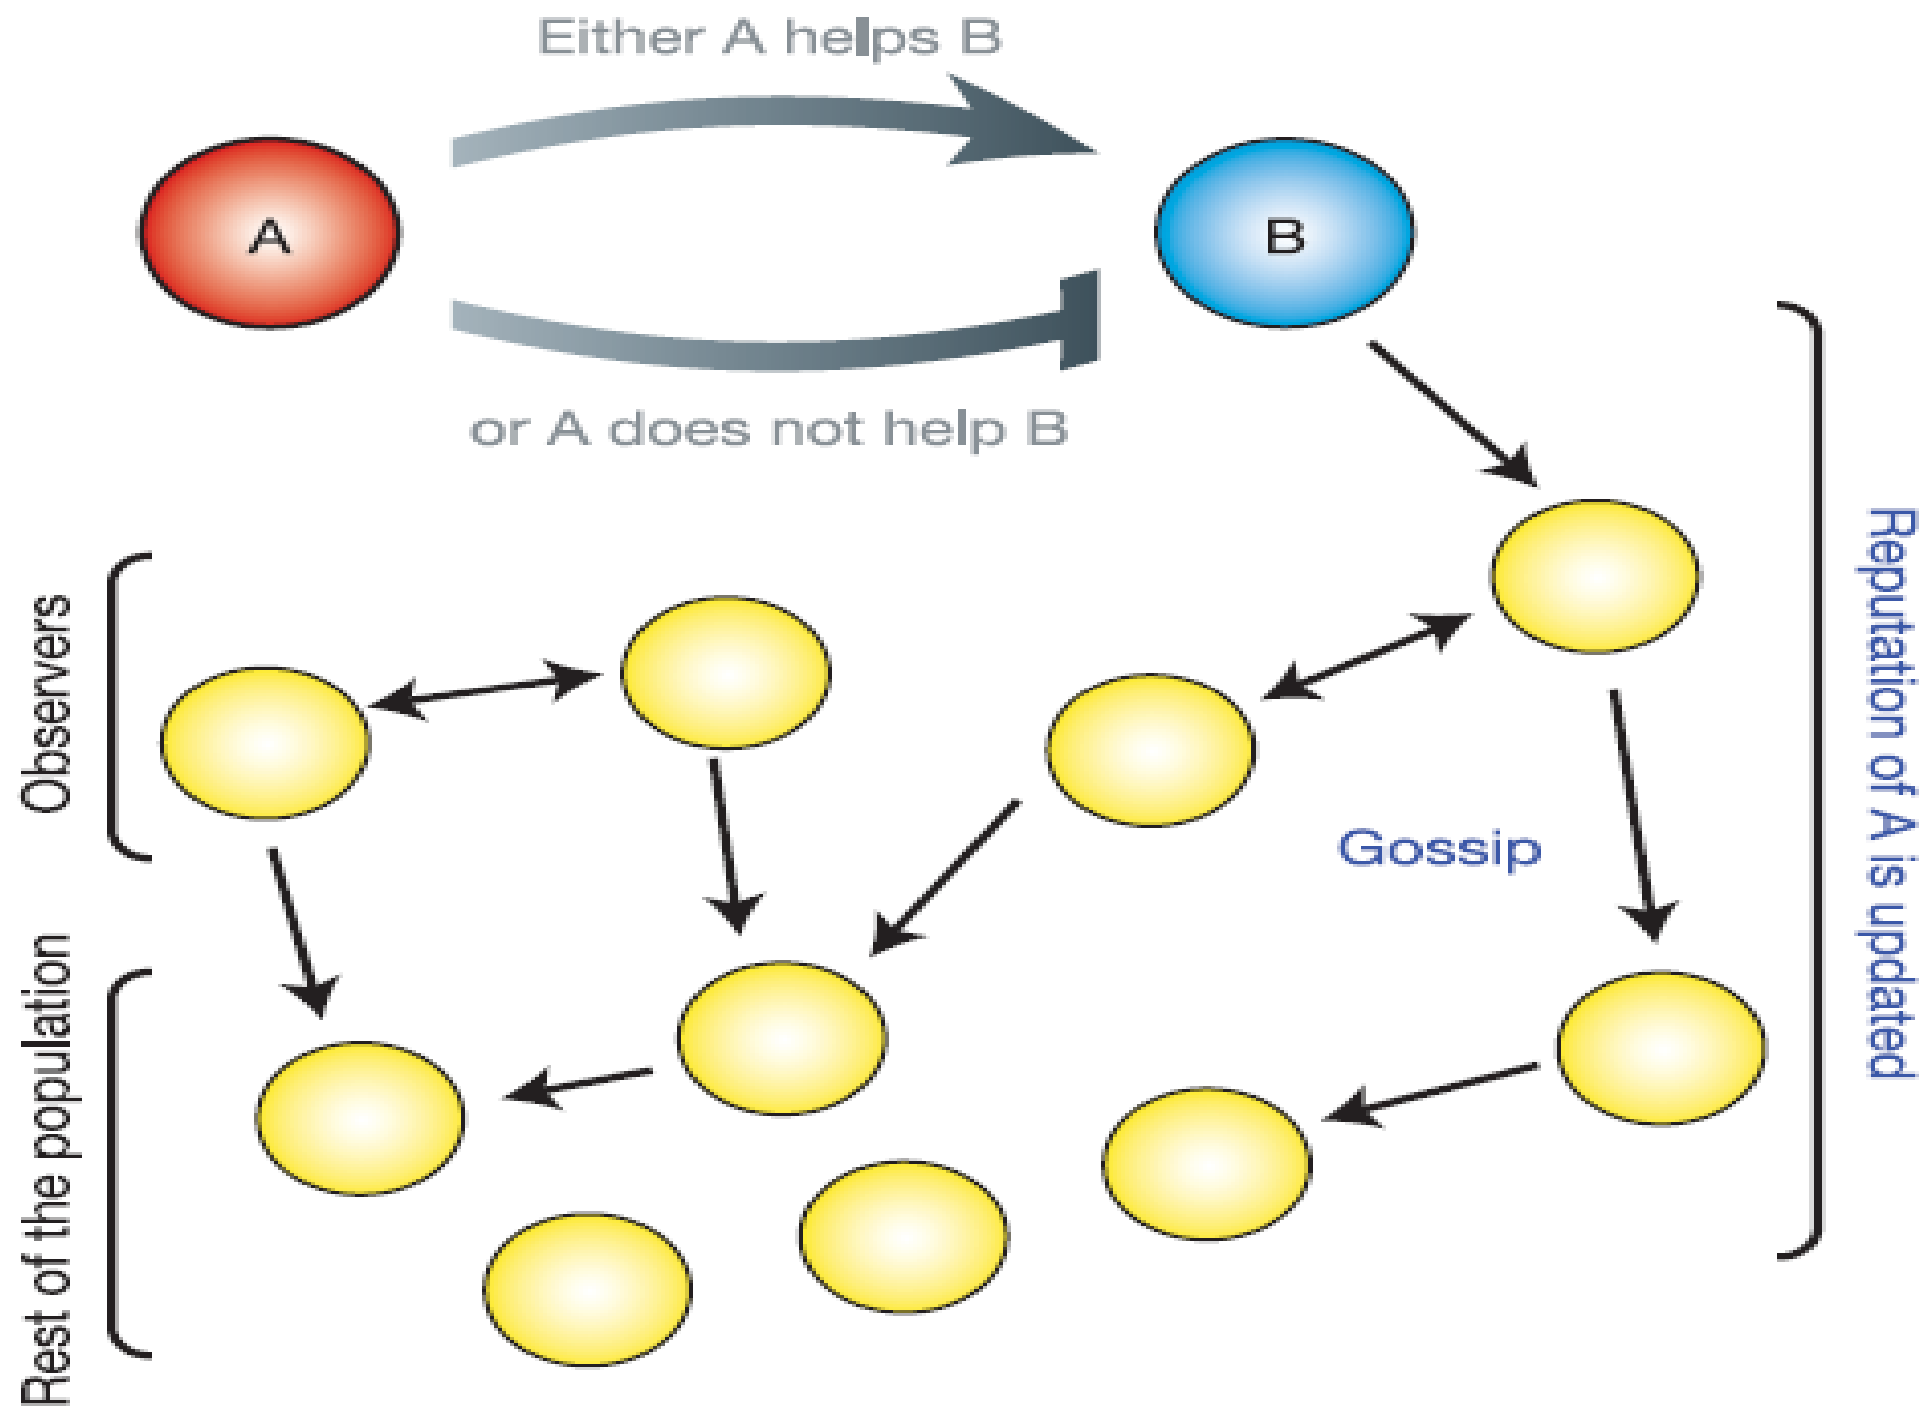 Either A helps B
A
B
or A does not help B
Observers
Gossip
Reputation of A is updated
Rest of the population